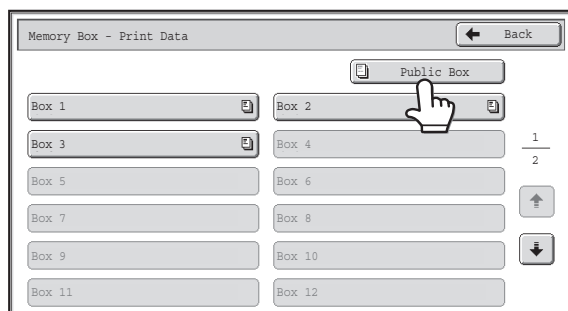 Memory Box - Print Data
Back
Public Box
Box 1
Box 2
Box 3
Box 4
1
2
Box 5
Box 6
Box 7
Box 8
Box 9
Box 10
Box 11
Box 12